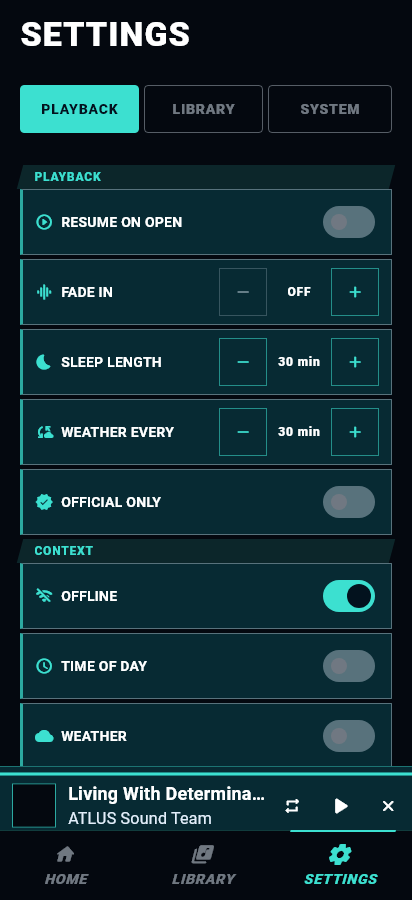 SETTINGS
PLAYBACK
LIBRARY
SYSTEM
PLAYBACK
RESUME ON OPEN
FADE IN
− OFF +
SLEEP LENGTH
− 30 min +
WEATHER EVERY
− 30 min +
OFFICIAL ONLY
CONTEXT
OFFLINE
TIME OF DAY
WEATHER
Living With Determina...
ATLUS Sound Team
HOME
LIBRARY
SETTINGS